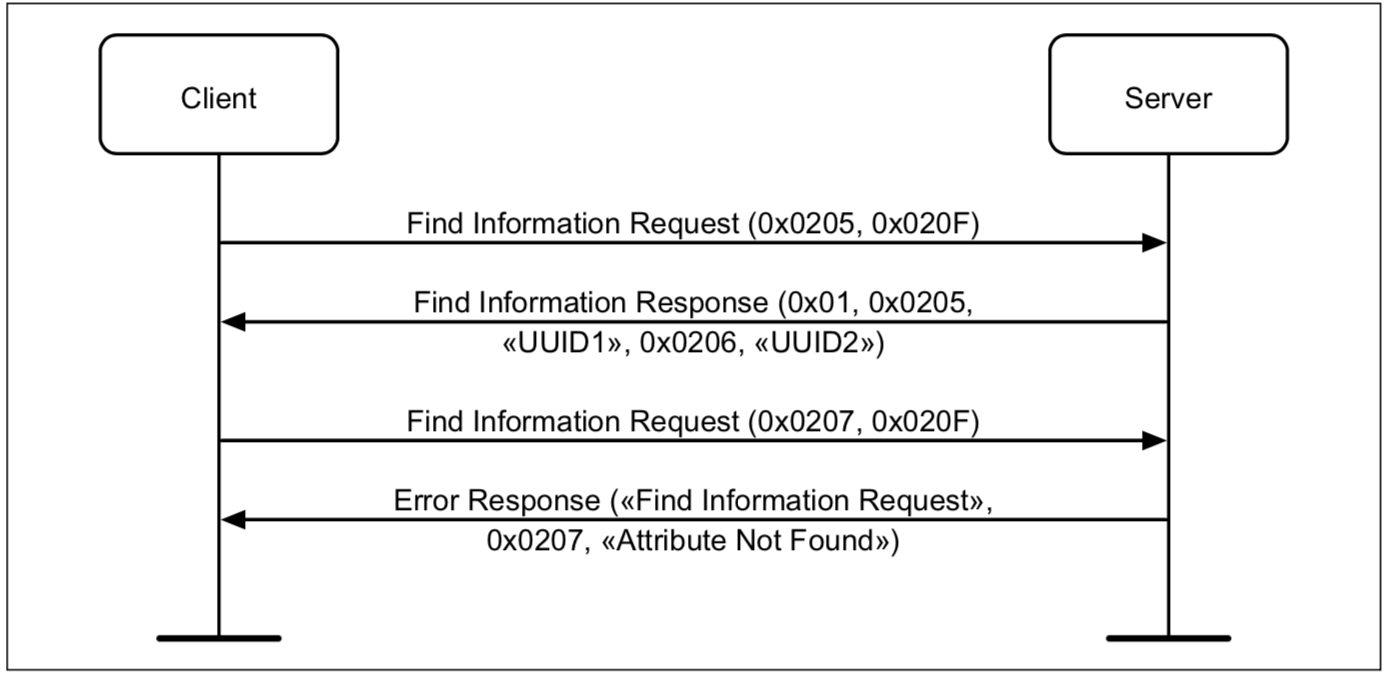 Client
Server
Find Information Request (0x0205, 0x020F)
Find Information Response (0x01, 0x0205,
«UUID1», 0x0206, «UUID2»)
Find Information Request (0x0207, 0x020F)
Error Response («Find Information Request»,
0x0207, «Attribute Not Found»)